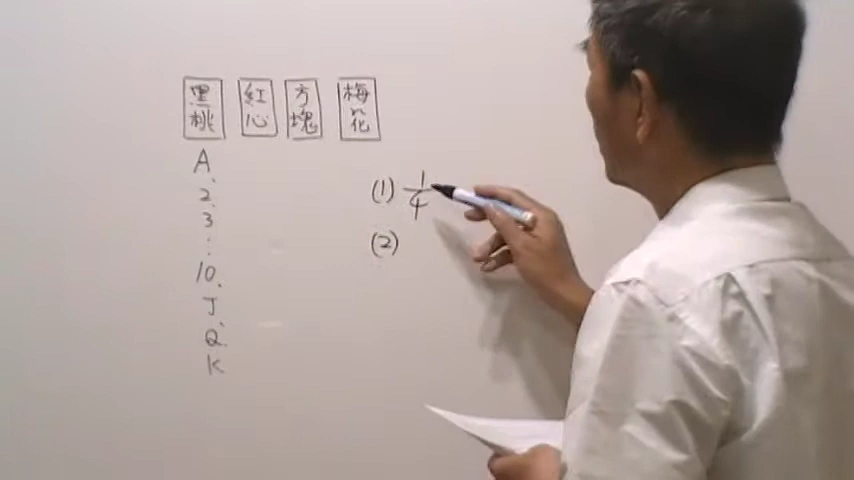 黑桃 紅心 方塊 梅花
A、
2、
3
⋮
10、
J、
Q、
K
(1) 1/4
(2)